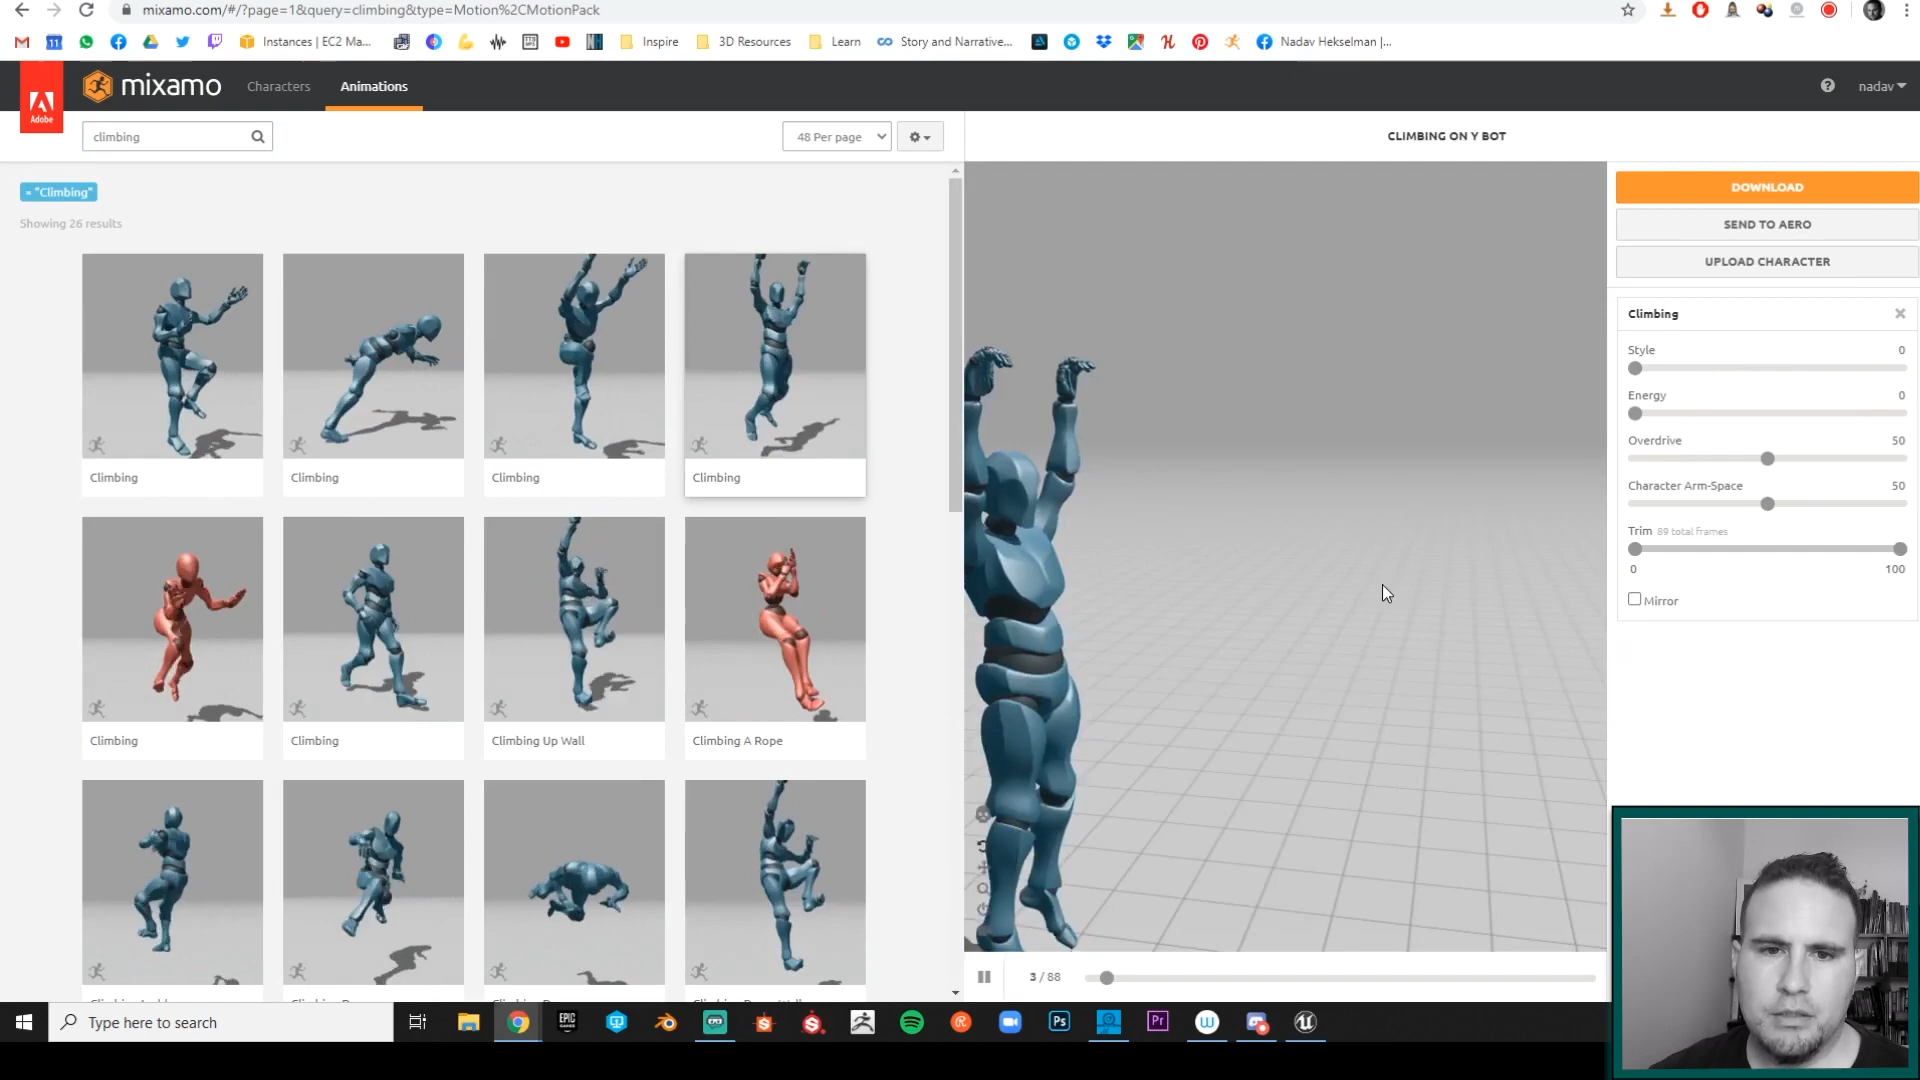 mixamo.com/#/?page=1&query=climbing&type=Motion%2CMotionPack
Instances | EC2 Ma...
Inspire
3D Resources
Learn
Story and Narrative...
Nadav Hekselman |...
Adobe
mixamo
Characters
Animations
nadav
climbing
48 Per page
CLIMBING ON Y BOT
« "Climbing"
Showing 26 results
DOWNLOAD
SEND TO AERO
UPLOAD CHARACTER
Climbing
Style 0
Energy 0
Overdrive 50
Character Arm-Space 50
Trim 89 total frames
0 100
Mirror
Climbing
Climbing
Climbing
Climbing
Climbing
Climbing
Climbing Up Wall
Climbing A Rope
3 / 88
Type here to search
EPIC
Ps
Pr